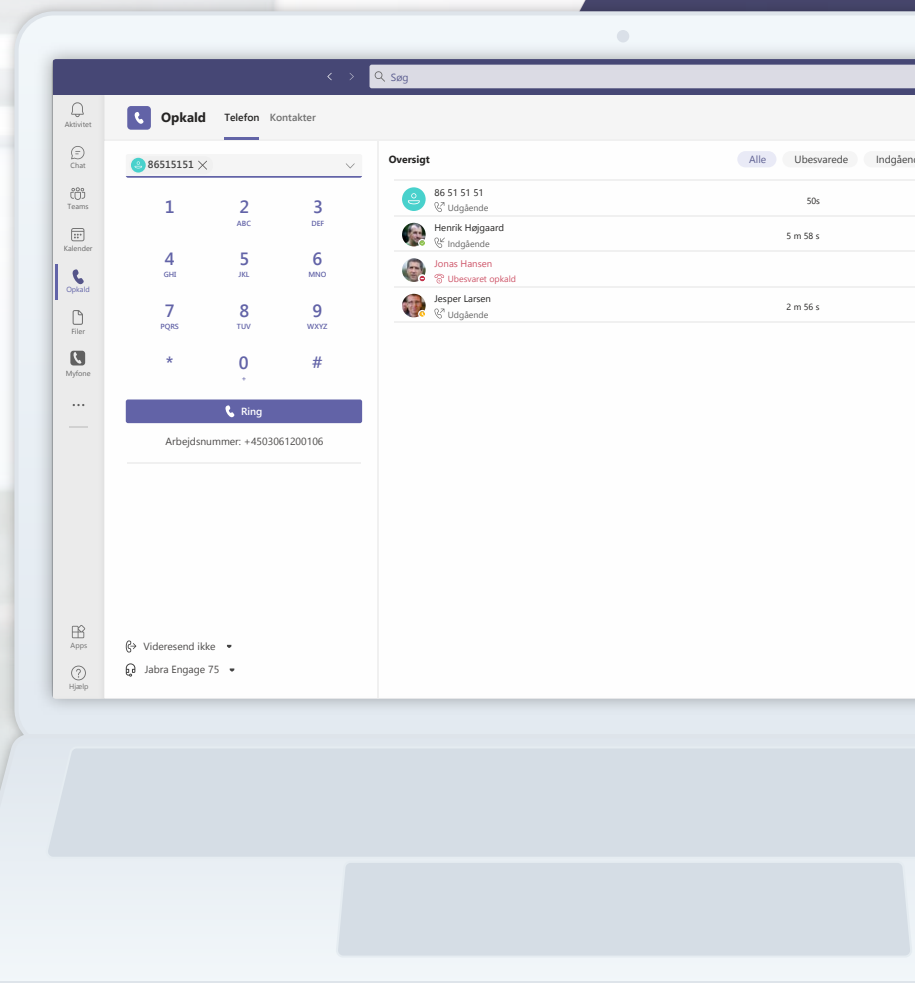 Søg
Aktivitet
Chat
Teams
Kalender
Opkald
Filer
Myfone
Apps
Hjælp
Opkald Telefon Kontakter
86515151
1 2 3
ABC DEF
4 5 6
GHI JKL MNO
7 8 9
PQRS TUV WXYZ
* 0 #
+
Ring
Arbejdsnummer: +4503061200106
Videresend ikke
Jabra Engage 75
Oversigt Alle Ubesvarede Indgåen
86 51 51 51
Udgående 50s
Henrik Højgaard
Indgående 5 m 58 s
Jonas Hansen
Ubesvaret opkald
Jesper Larsen
Udgående 2 m 56 s